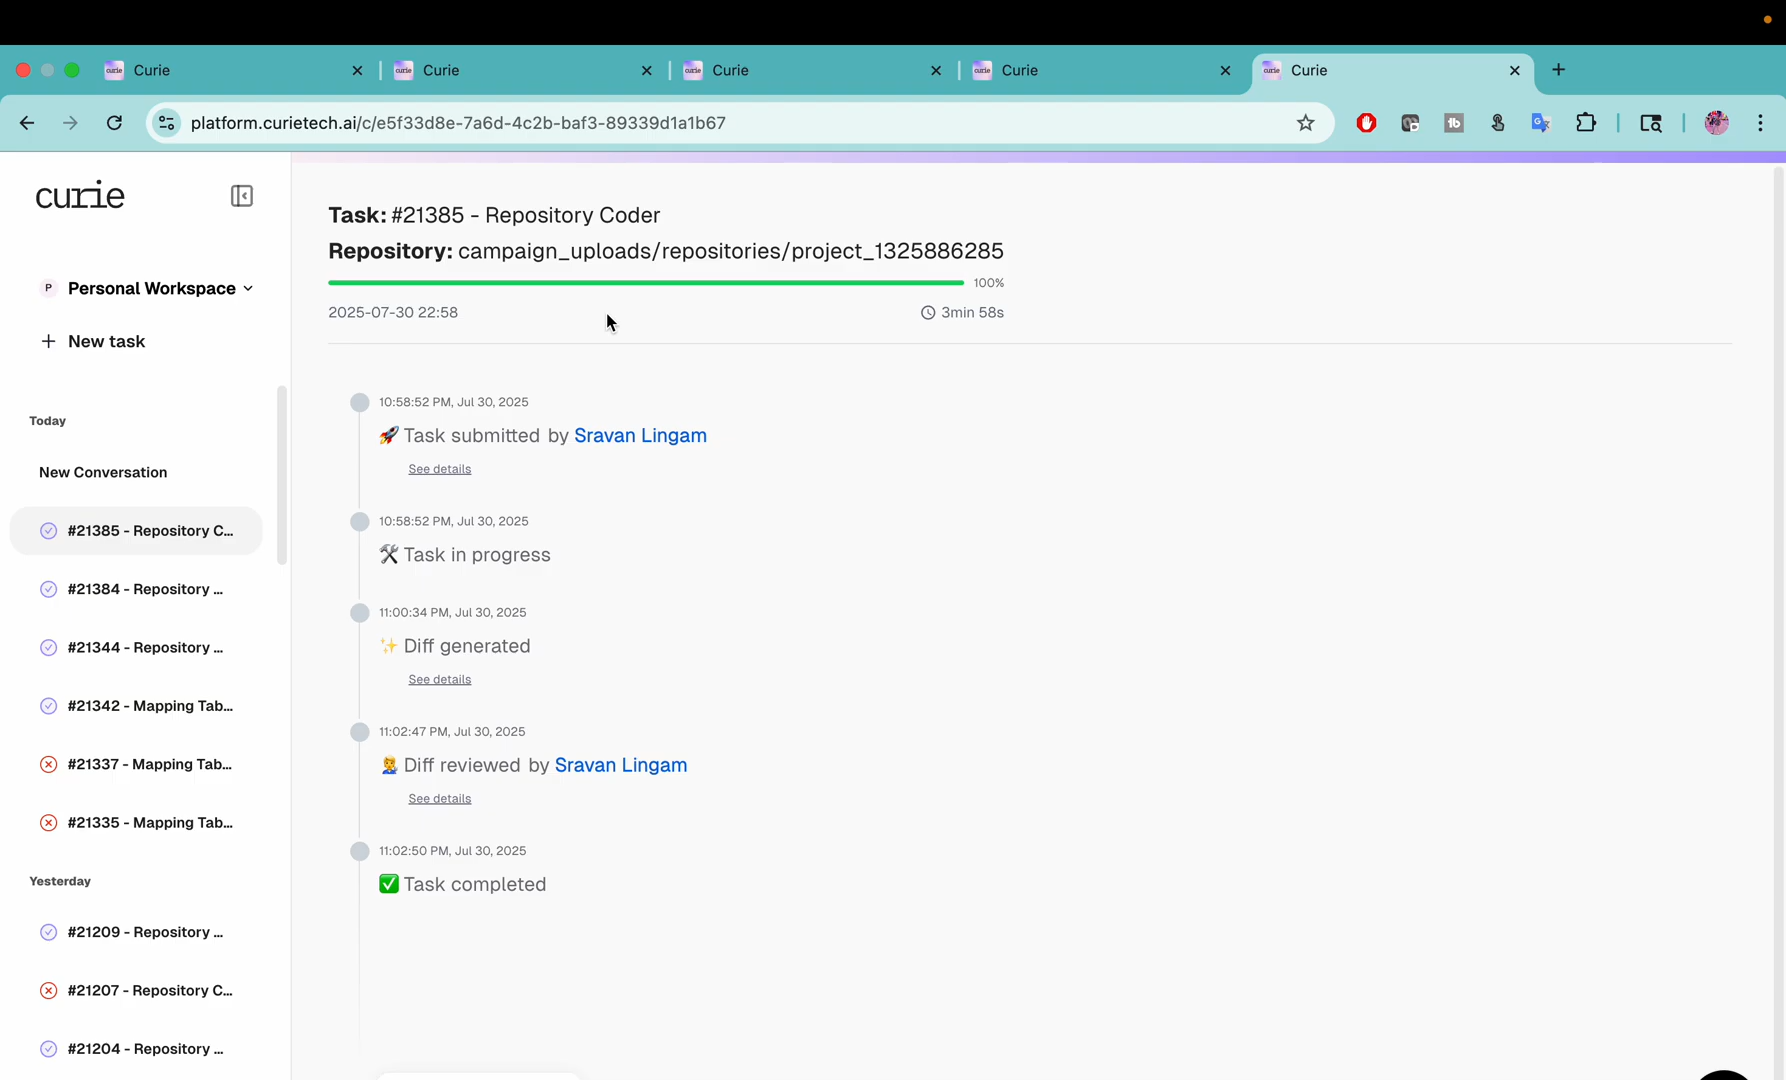 Curie
Curie
Curie
Curie
Curie
platform.curietech.ai/c/e5f33d8e-7a6d-4c2b-baf3-89339d1a1b67
curie
P Personal Workspace
New task
Today
New Conversation
#21385 - Repository C...
#21384 - Repository ...
#21344 - Repository ...
#21342 - Mapping Tab...
#21337 - Mapping Tab...
#21335 - Mapping Tab...
Yesterday
#21209 - Repository ...
#21207 - Repository C...
#21204 - Repository ...
Task: #21385 - Repository Coder
Repository: campaign_uploads/repositories/project_1325886285
100%
2025-07-30 22:58
3min 58s
10:58:52 PM, Jul 30, 2025
🚀 Task submitted by Sravan Lingam
See details
10:58:52 PM, Jul 30, 2025
🛠 Task in progress
11:00:34 PM, Jul 30, 2025
✨ Diff generated
See details
11:02:47 PM, Jul 30, 2025
Diff reviewed by Sravan Lingam
See details
11:02:50 PM, Jul 30, 2025
✅ Task completed